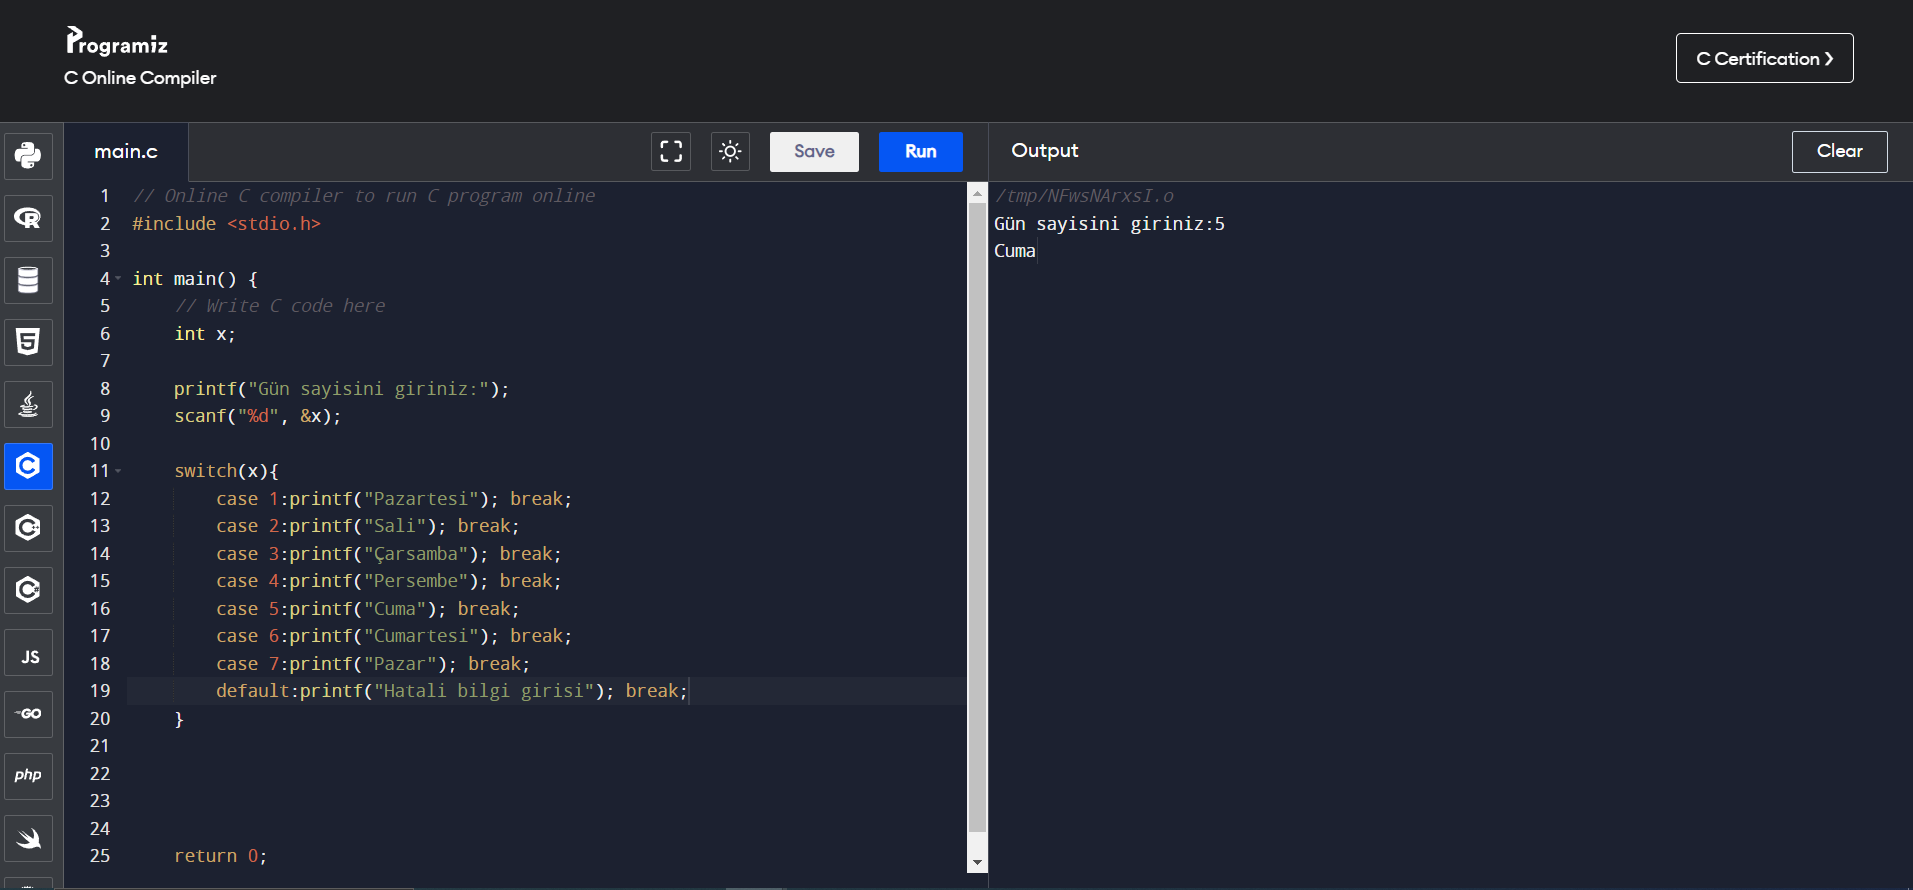 Programiz
C Online Compiler
C Certification ❯
main.c
Save
Run
Output
Clear
1 // Online C compiler to run C program online
2 #include <stdio.h>
3
4 int main() {
5 // Write C code here
6 int x;
7
8 printf("Gün sayisini giriniz:");
9 scanf("%d", &x);
10
11 switch(x){
12 case 1:printf("Pazartesi"); break;
13 case 2:printf("Sali"); break;
14 case 3:printf("Çarsamba"); break;
15 case 4:printf("Persembe"); break;
16 case 5:printf("Cuma"); break;
17 case 6:printf("Cumartesi"); break;
18 case 7:printf("Pazar"); break;
19 default:printf("Hatali bilgi girisi"); break;
20 }
21
22
23
24
25 return 0;
/tmp/NFwsNArxsI.o
Gün sayisini giriniz:5
Cuma
R
5
C
C
C
JS
GO
php